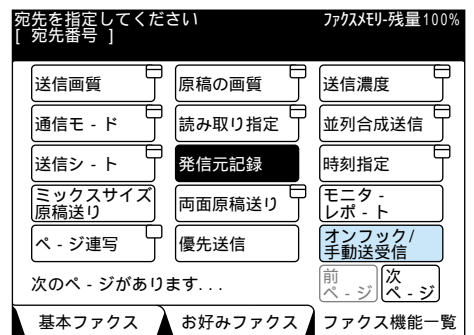 宛先を指定してください ファクスメモリー残量100%
[ 宛先番号 ]
送信画質 原稿の画質 送信濃度
通信モ - ド 読み取り指定 並列合成送信
送信シ - ト 発信元記録 時刻指定
ミックスサイズ
原稿送り
両面原稿送り
モニタ -
レポ - ト
ペ - ジ連写 優先送信
オンフック/
手動送受信
次のペ - ジがあります...
前
ペ - ジ
次
ペ - ジ
基本ファクス お好みファクス ファクス機能一覧